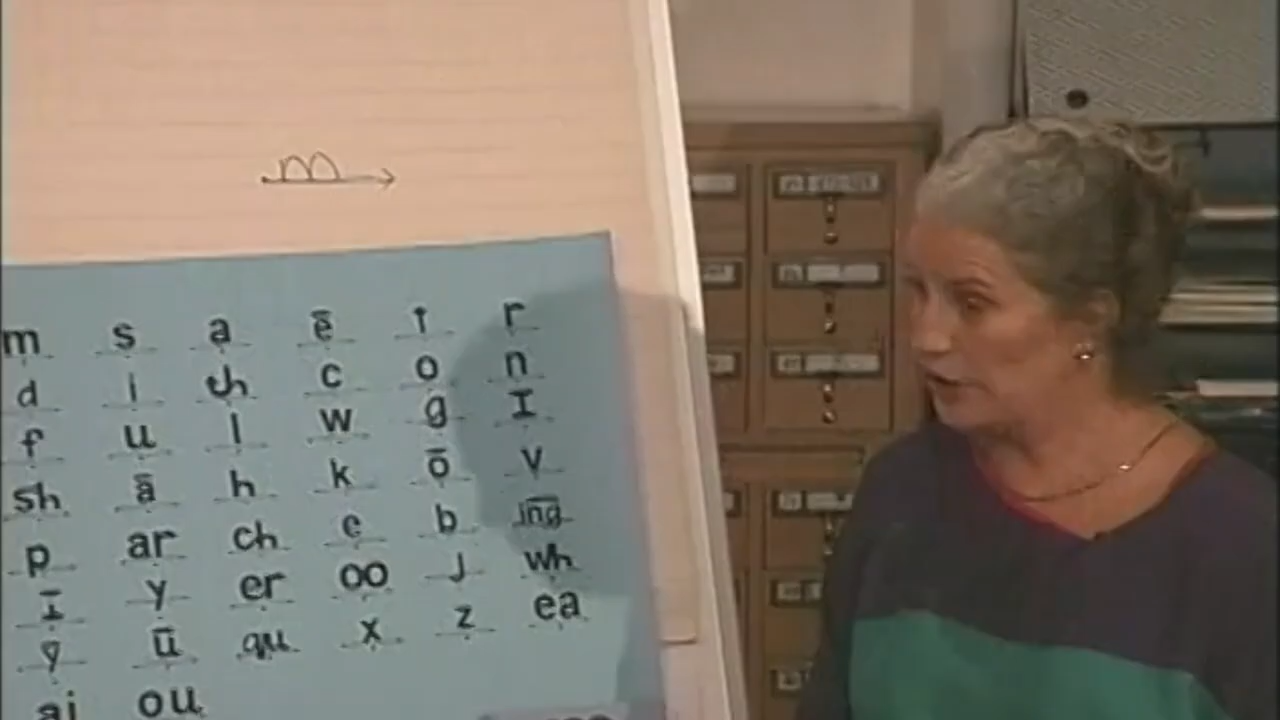 m
m s a ē t r
d i th c o n
f u l w g I
sh ā h k ō v
p ar ch e b ing
ī y er oo j wh
ȳ ū qu x z ea
ai ou